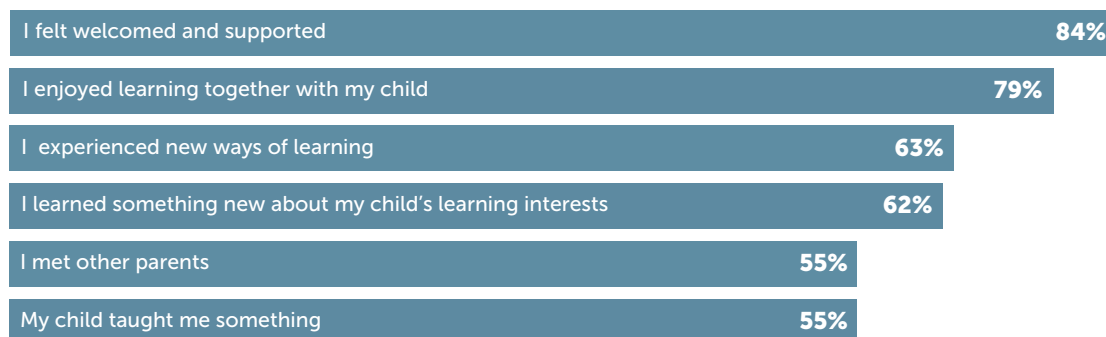 I felt welcomed and supported 84%
I enjoyed learning together with my child 79%
I  experienced new ways of learning 63%
I learned something new about my child’s learning interests 62%
I met other parents 55%
My child taught me something 55%